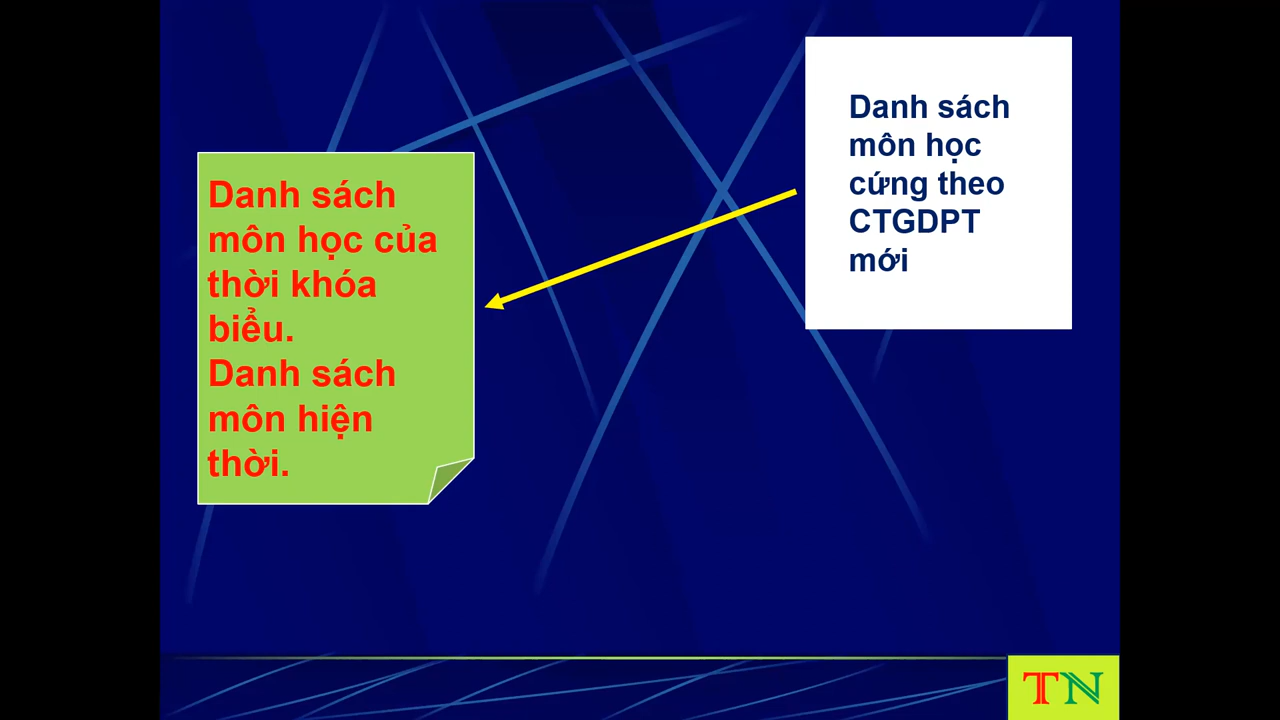 Danh sách
môn học của
thời khóa
biểu.
Danh sách
môn hiện
thời.
Danh sách
môn học
cứng theo
CTGDPT
mới
TN